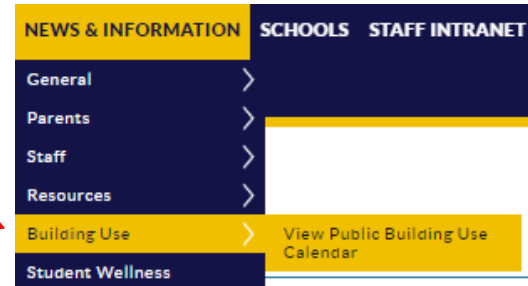 NEWS & INFORMATION SCHOOLS STAFF INTRANET
General
Parents
Staff
Resources
Building Use
View Public Building Use
Calendar
Student Wellness